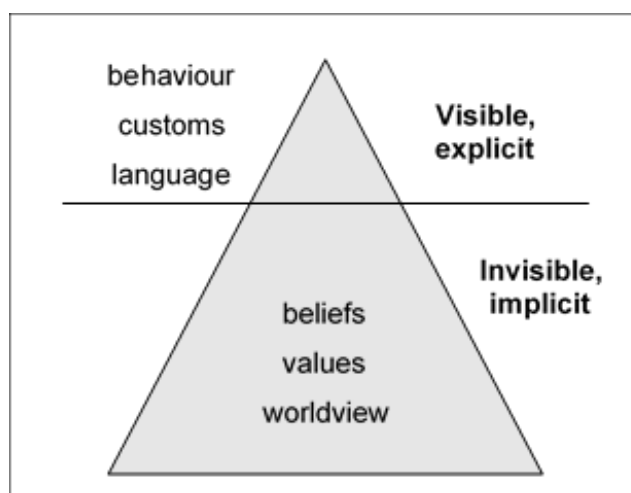 behaviour
customs
language
Visible,
explicit
Invisible,
implicit
beliefs
values
worldview